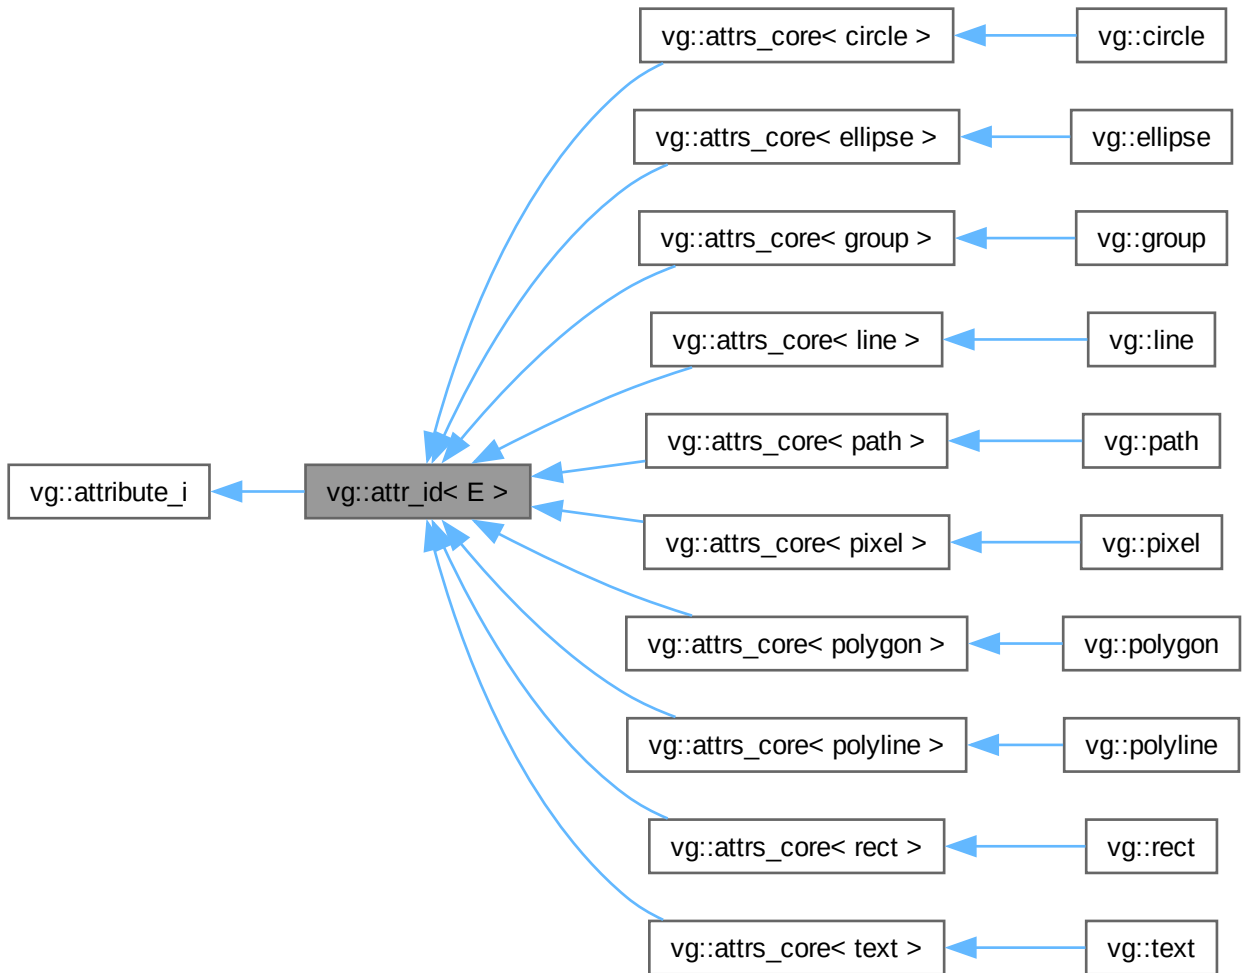 vg::attrs_core< circle >
vg::circle
vg::attrs_core< ellipse >
vg::ellipse
vg::attrs_core< group >
vg::group
vg::attrs_core< line >
vg::line
vg::attrs_core< path >
vg::path
vg::attribute_i
vg::attr_id< E >
vg::attrs_core< pixel >
vg::pixel
vg::attrs_core< polygon >
vg::polygon
vg::attrs_core< polyline >
vg::polyline
vg::attrs_core< rect >
vg::rect
vg::attrs_core< text >
vg::text